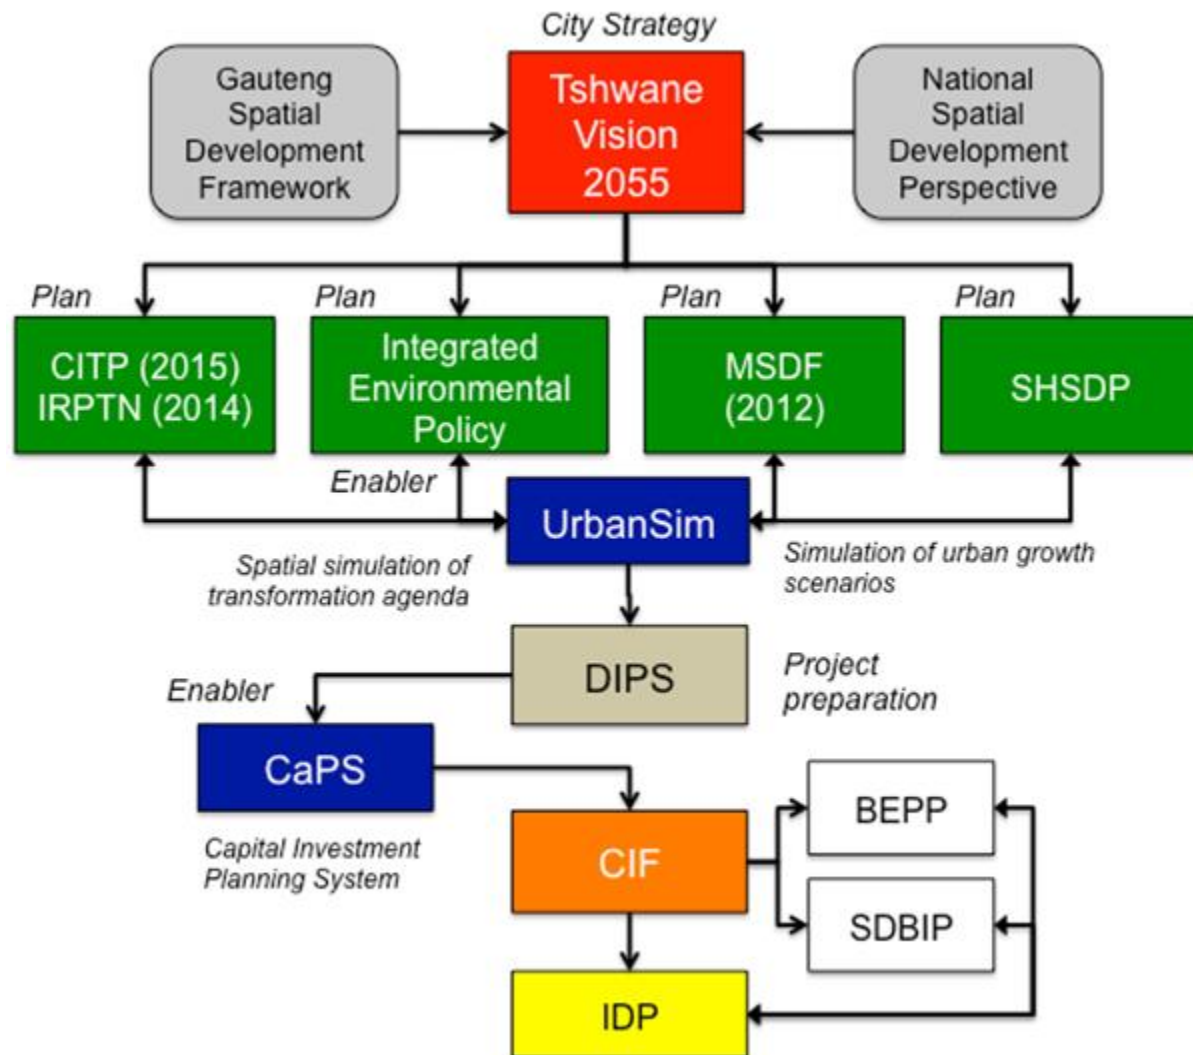 City Strategy
Gauteng
Spatial
Development
Framework
Tshwane
Vision
2055
National
Spatial
Development
Perspective
Plan
Plan
Plan
Plan
CITP (2015)
IRPTN (2014)
Integrated
Environmental
Policy
MSDF
(2012)
SHSDP
Enabler
UrbanSim
Spatial simulation of
transformation agenda
Simulation of urban growth
scenarios
DIPS
Project
preparation
Enabler
CaPS
Capital Investment
Planning System
CIF
BEPP
SDBIP
IDP